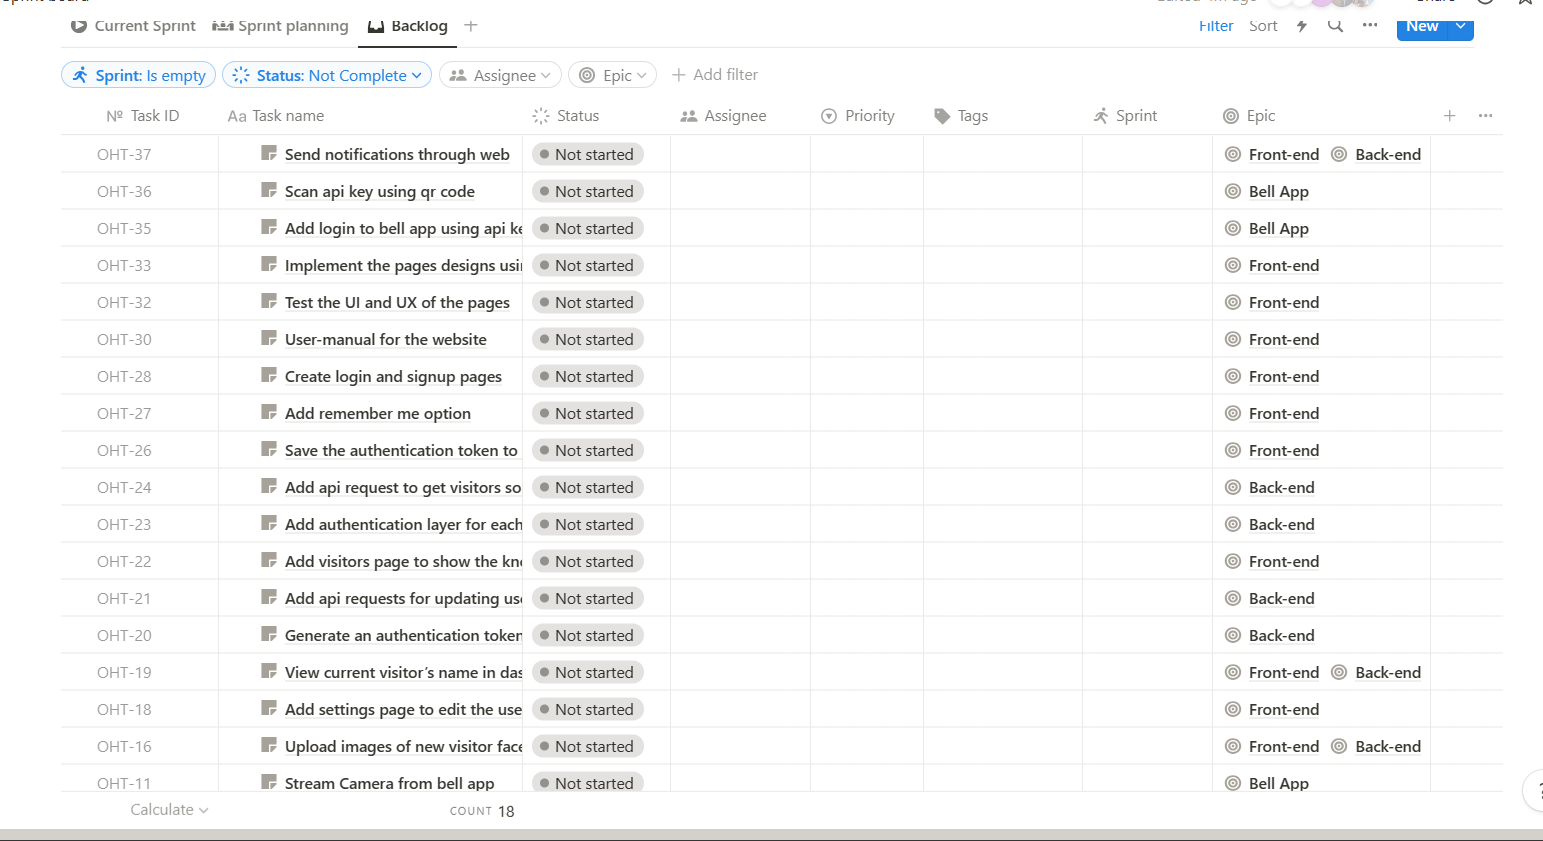 Current Sprint Sprint planning Backlog Filter Sort New
Sprint: Is empty Status: Not Complete Assignee Epic Add filter
Nº Task ID Aa Task name Status Assignee Priority Tags Sprint Epic
OHT-37 Send notifications through web Not started Front-end Back-end
OHT-36 Scan api key using qr code Not started Bell App
OHT-35 Add login to bell app using api ke Not started Bell App
OHT-33 Implement the pages designs usi Not started Front-end
OHT-32 Test the UI and UX of the pages Not started Front-end
OHT-30 User-manual for the website Not started Front-end
OHT-28 Create login and signup pages Not started Front-end
OHT-27 Add remember me option Not started Front-end
OHT-26 Save the authentication token to Not started Front-end
OHT-24 Add api request to get visitors so Not started Back-end
OHT-23 Add authentication layer for each Not started Back-end
OHT-22 Add visitors page to show the kn Not started Front-end
OHT-21 Add api requests for updating us Not started Back-end
OHT-20 Generate an authentication token Not started Back-end
OHT-19 View current visitor's name in das Not started Front-end Back-end
OHT-18 Add settings page to edit the use Not started Front-end
OHT-16 Upload images of new visitor face Not started Front-end Back-end
OHT-11 Stream Camera from bell app Not started Bell App
Calculate COUNT 18